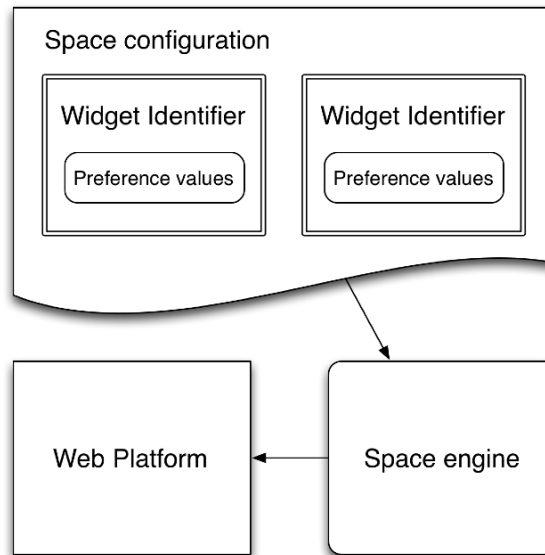 Space configuration
Widget Identifier
Preference values
Widget Identifier
Preference values
Web Platform
Space engine